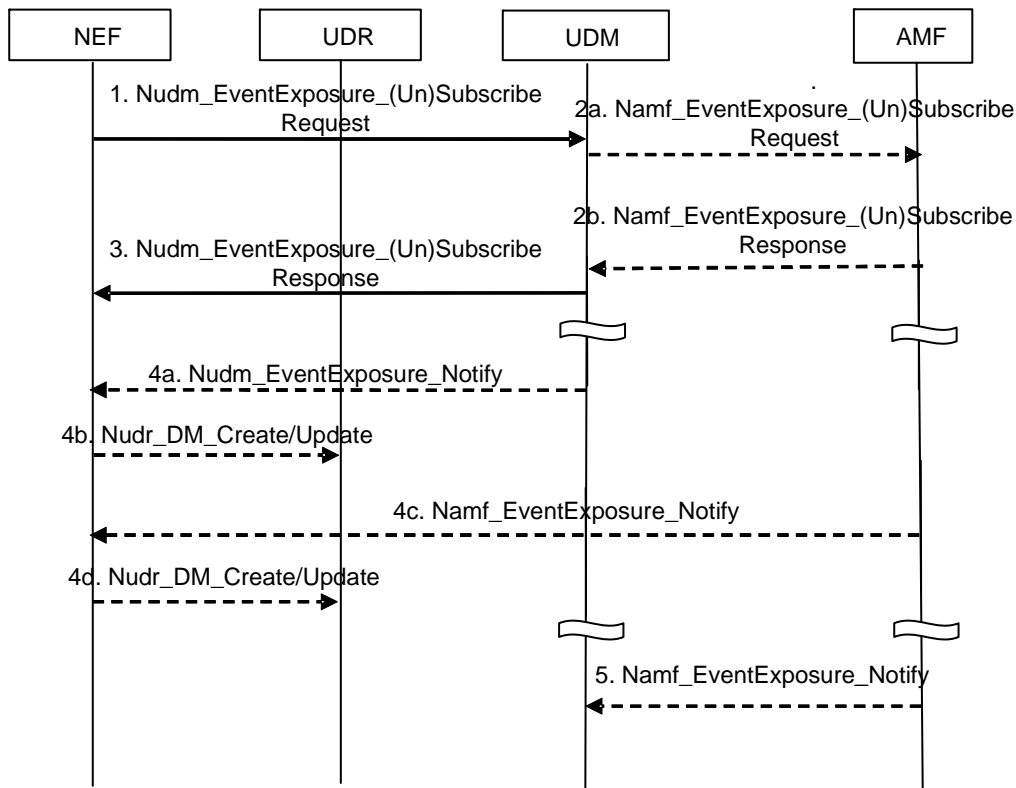 NEF
UDR
UDM
AMF
1. Nudm_EventExposure_(Un)Subscribe
Request
.
2a. Namf_EventExposure_(Un)Subscribe
Request
2b. Namf_EventExposure_(Un)Subscribe
Response
3. Nudm_EventExposure_(Un)Subscribe
Response
4a. Nudm_EventExposure_Notify
4b. Nudr_DM_Create/Update
4c. Namf_EventExposure_Notify
4d. Nudr_DM_Create/Update
5. Namf_EventExposure_Notify